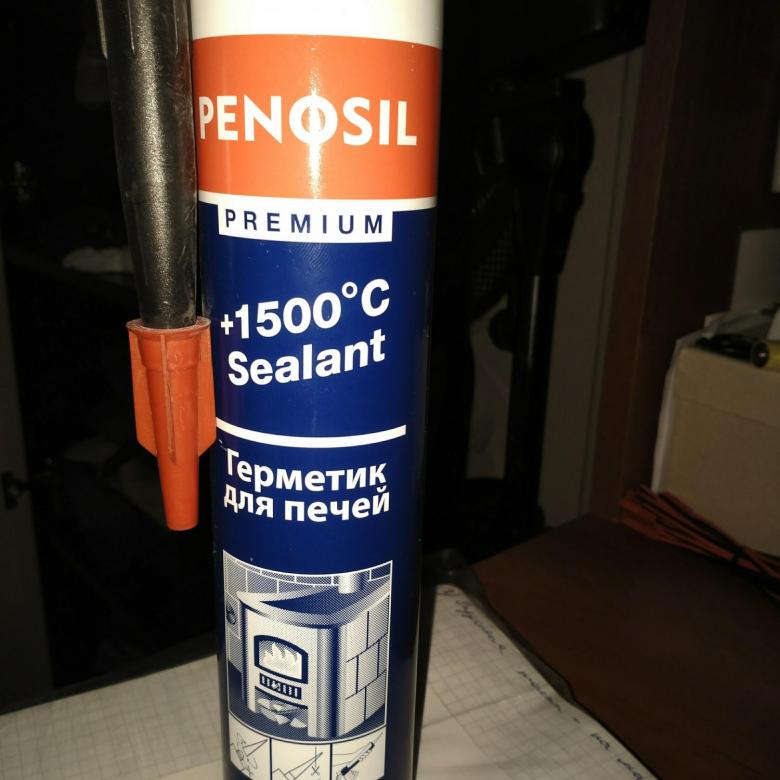 PENOSIL
PREMIUM
+1500°C
Sealant
Герметик
для печей